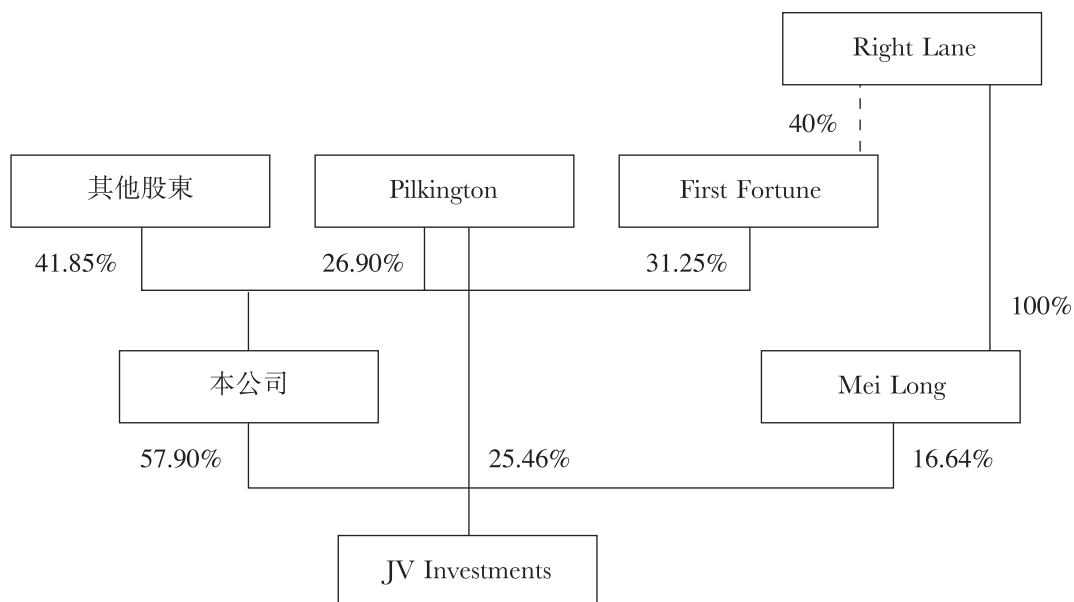 Right Lane
40%
其他股東
Pilkington
First Fortune
41.85%
26.90%
31.25%
100%
本公司
Mei Long
57.90%
25.46%
16.64%
JV Investments